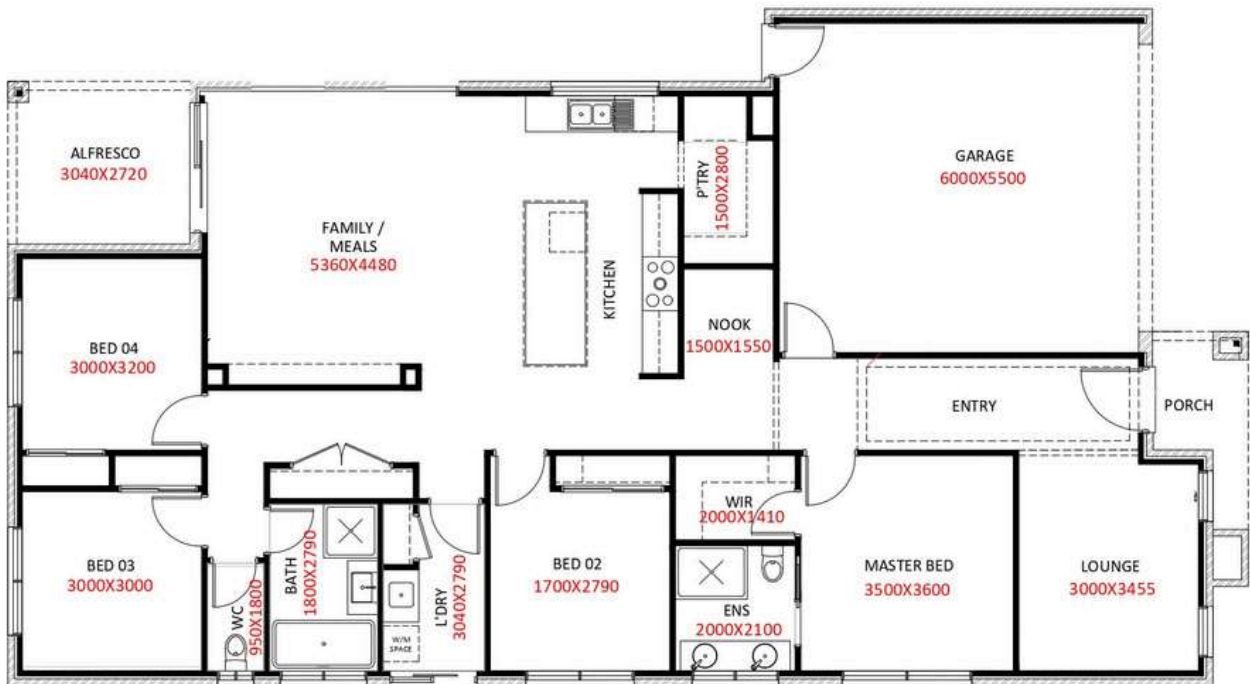 ALFRESCO
3040X2720
FAMILY /
MEALS
5360X4480
KITCHEN
P'TRY
1500X2800
GARAGE
6000X5500
BED 04
3000X3200
NOOK
1500X1550
ENTRY
PORCH
BED 03
3000X3000
WC
950X1800
BATH
1800X2790
L'DRY
3040X2790
W/M
SPACE
BED 02
1700X2790
WIR
2000X1410
ENS
2000X2100
MASTER BED
3500X3600
LOUNGE
3000X3455